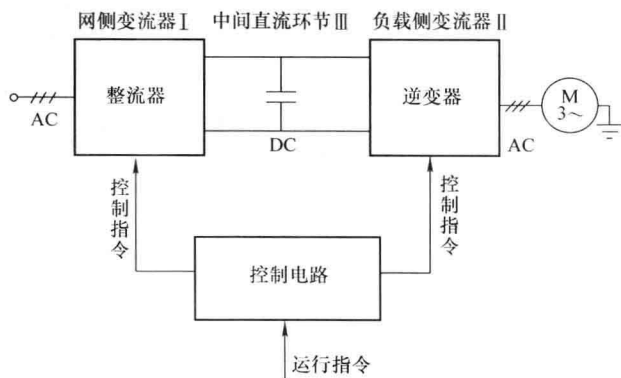 网侧变流器Ⅰ
中间直流环节Ⅲ
负载侧变流器Ⅱ
整流器
逆变器
M
3～
AC
DC
AC
控制指令
控制指令
控制电路
运行指令